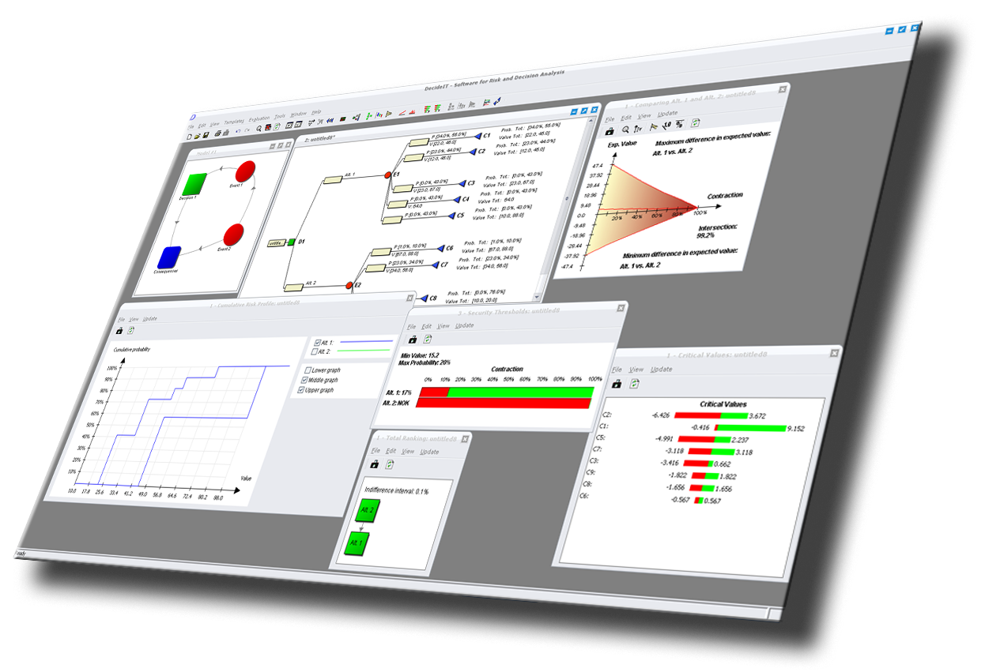 DecideIT - Software for Risk and Decision Analysis
File Edit View Templates Evaluation Tools Window Help
Model #1
Decision 1
Event 1
Event 2
Consequences
2: untitled8*
D1
Alt. 1
E1
P:[34.0%, 55.0%]
V:[22.0, 45.0]
C1
Prob. Tot.: [34.0%, 55.0%]
Value Tot.: [22.0, 45.0]
P:[23.0%, 44.0%]
V:[12.0, 45.0]
C2
Prob. Tot.: [23.0%, 44.0%]
Value Tot.: [12.0, 45.0]
P:[0.0%, 43.0%]
V:[23.0, 67.0]
C3
Prob. Tot.: [0.0%, 43.0%]
Value Tot.: [23.0, 67.0]
P:[0.0%, 43.0%]
V: 64.0
C4
Prob. Tot.: [0.0%, 43.0%]
Value Tot.: 64.0
P:[0.0%, 43.0%]
C5
Prob. Tot.: [0.0%, 43.0%]
Value Tot.: [10.0, 88.0]
Alt. 2
E2
P:[1.0%, 10.0%]
V:[67.0, 88.0]
C6
Prob. Tot.: [1.0%, 10.0%]
Value Tot.: [67.0, 88.0]
P:[23.0%, 34.0%]
V:[34.0, 56.0]
C7
Prob. Tot.: [23.0%, 34.0%]
Value Tot.: [34.0, 56.0]
C8
Prob. Tot.: [0.0%, 76.0%]
Value Tot.: [10.0, 20.0]
1 - Comparing Alt. 1 and Alt. 2: untitled8
File Edit View Update
Exp. Value
Maximum difference in expected value:
Alt. 1 vs. Alt. 2
47.4
37.92
28.44
18.96
9.48
0.0
-9.48
-18.96
-28.44
-37.92
-47.4
20% 40% 60% 80% 100%
Contraction
Intersection:
99.2%
Minimum difference in expected value:
Alt. 1 vs. Alt. 2
1 - Cumulative Risk Profile: untitled8
File View Update
Cumulative probability
100%
90%
80%
70%
60%
50%
40%
30%
20%
10%
10.0 17.8 25.6 33.4 41.2 49.0 56.8 64.6 72.4 80.2 88.0
Value
Alt. 1:
Alt. 2:
Lower graph
Middle graph
Upper graph
3 - Security Thresholds: untitled8
File Edit View Update
Min Value: 15.2
Max Probability: 20%
Contraction
0% 10% 20% 30% 40% 50% 60% 70% 80% 90% 100%
Alt. 1: 17%
Alt. 2: NOK
1 - Total Ranking: untitled8
File Edit View Update
Indifference interval: 0.1%
Alt. 2
Alt. 1
1 - Critical Values: untitled8
File View Update
Critical Values
C2: -6.426 3.672
C1: -0.416 9.152
C5: -4.991 2.237
C7: -3.118 3.118
C3: -3.416 0.662
C9: -1.822 1.822
C8: -1.656 1.656
C6: -0.567 0.567